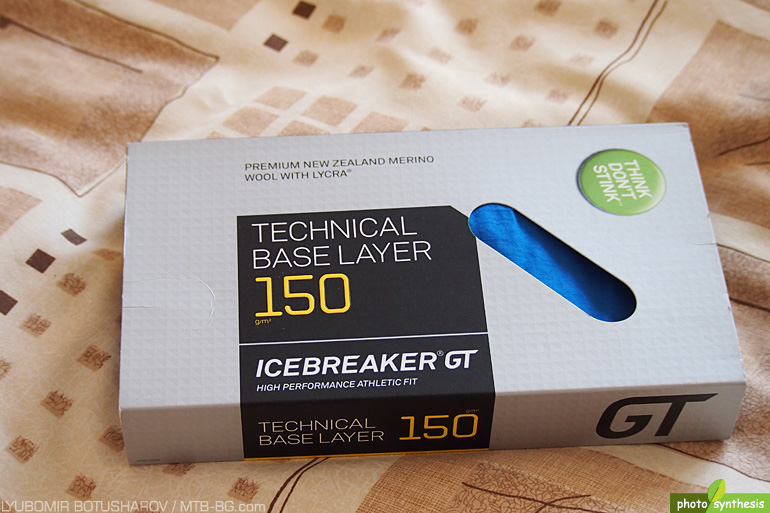 PREMIUM NEW ZEALAND MERINO
WOOL WITH LYCRA®
THINK
DON'T
STINK™
TECHNICAL
BASE LAYER
150
g/m²
ICEBREAKER® GT
HIGH PERFORMANCE ATHLETIC FIT
TECHNICAL
BASE LAYER 150 g/m²
GT
LYUBOMIR BOTUSHAROV / MTB-BG.com
photo synthesis